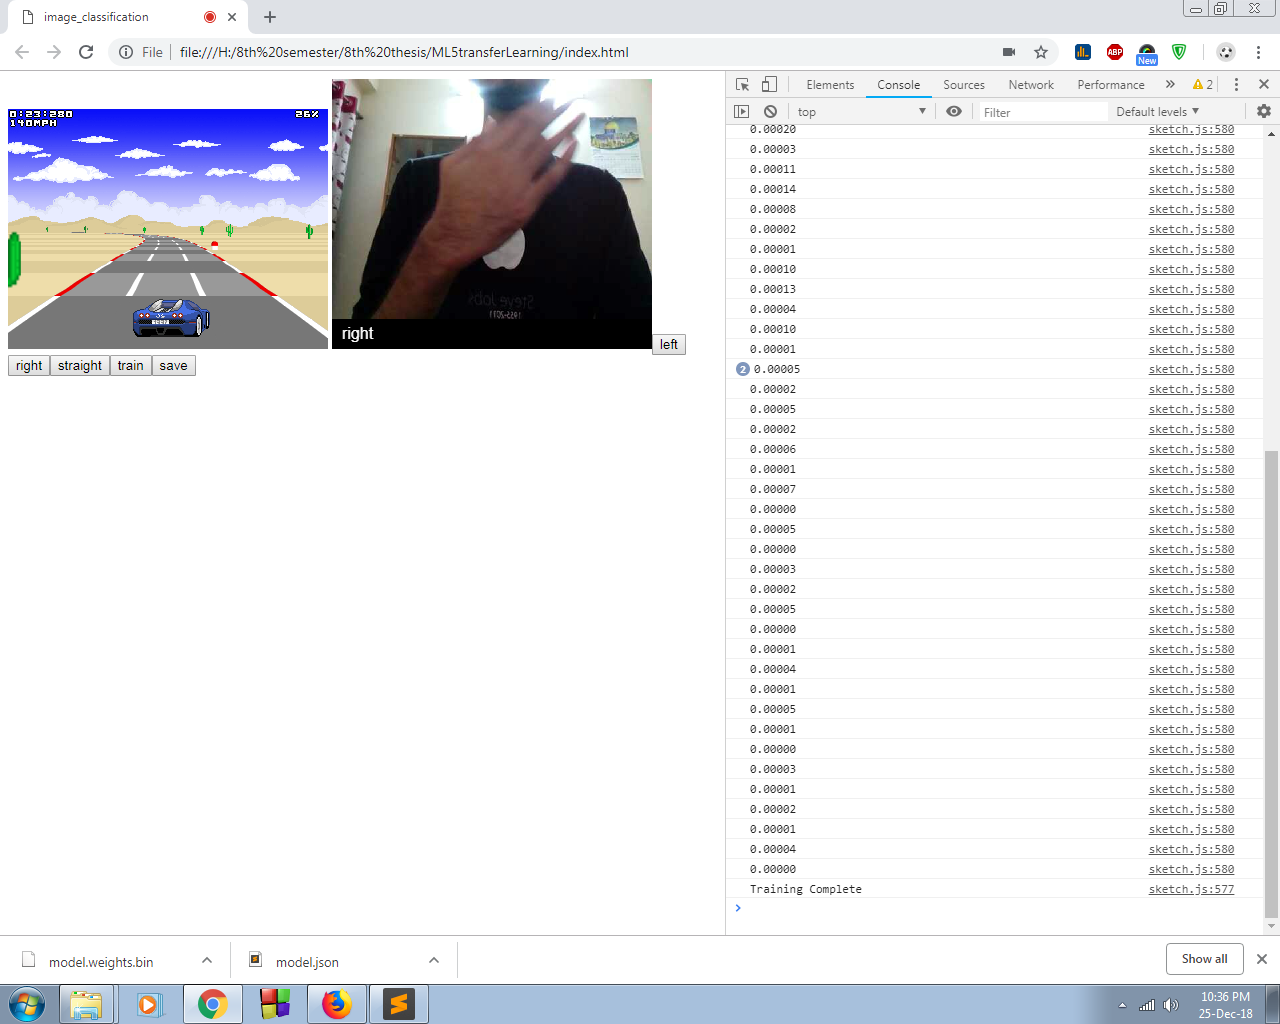 image_classification
File
file:///H:/8th%20semester/8th%20thesis/ML5transferLearning/index.html
ABP
New
0:23:280
26%
140MPH
right
left
right
straight
train
save
Elements
Console
Sources
Network
Performance
2
top
Filter
Default levels
0.00020 sketch.js:580
0.00003 sketch.js:580
0.00011 sketch.js:580
0.00014 sketch.js:580
0.00008 sketch.js:580
0.00002 sketch.js:580
0.00001 sketch.js:580
0.00010 sketch.js:580
0.00013 sketch.js:580
0.00004 sketch.js:580
0.00010 sketch.js:580
0.00001 sketch.js:580
2 0.00005 sketch.js:580
0.00002 sketch.js:580
0.00005 sketch.js:580
0.00002 sketch.js:580
0.00006 sketch.js:580
0.00001 sketch.js:580
0.00007 sketch.js:580
0.00000 sketch.js:580
0.00005 sketch.js:580
0.00000 sketch.js:580
0.00003 sketch.js:580
0.00002 sketch.js:580
0.00005 sketch.js:580
0.00000 sketch.js:580
0.00001 sketch.js:580
0.00004 sketch.js:580
0.00001 sketch.js:580
0.00005 sketch.js:580
0.00001 sketch.js:580
0.00000 sketch.js:580
0.00003 sketch.js:580
0.00001 sketch.js:580
0.00002 sketch.js:580
0.00001 sketch.js:580
0.00004 sketch.js:580
0.00000 sketch.js:580
Training Complete sketch.js:577
Steve Jobs
1955-2011
model.weights.bin
model.json
Show all
10:36 PM
25-Dec-18